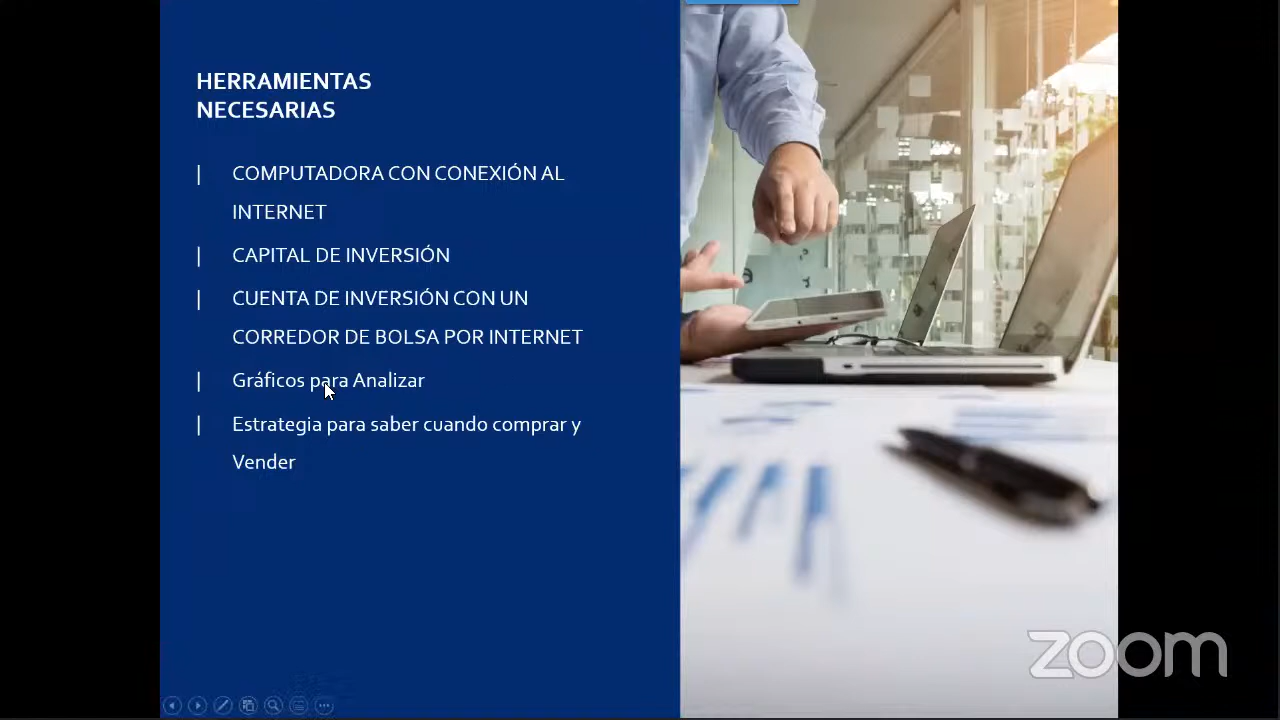 HERRAMIENTAS
NECESARIAS
| COMPUTADORA CON CONEXIÓN AL
INTERNET
| CAPITAL DE INVERSIÓN
| CUENTA DE INVERSIÓN CON UN
CORREDOR DE BOLSA POR INTERNET
| Gráficos para Analizar
| Estrategia para saber cuando comprar y
Vender
zoom